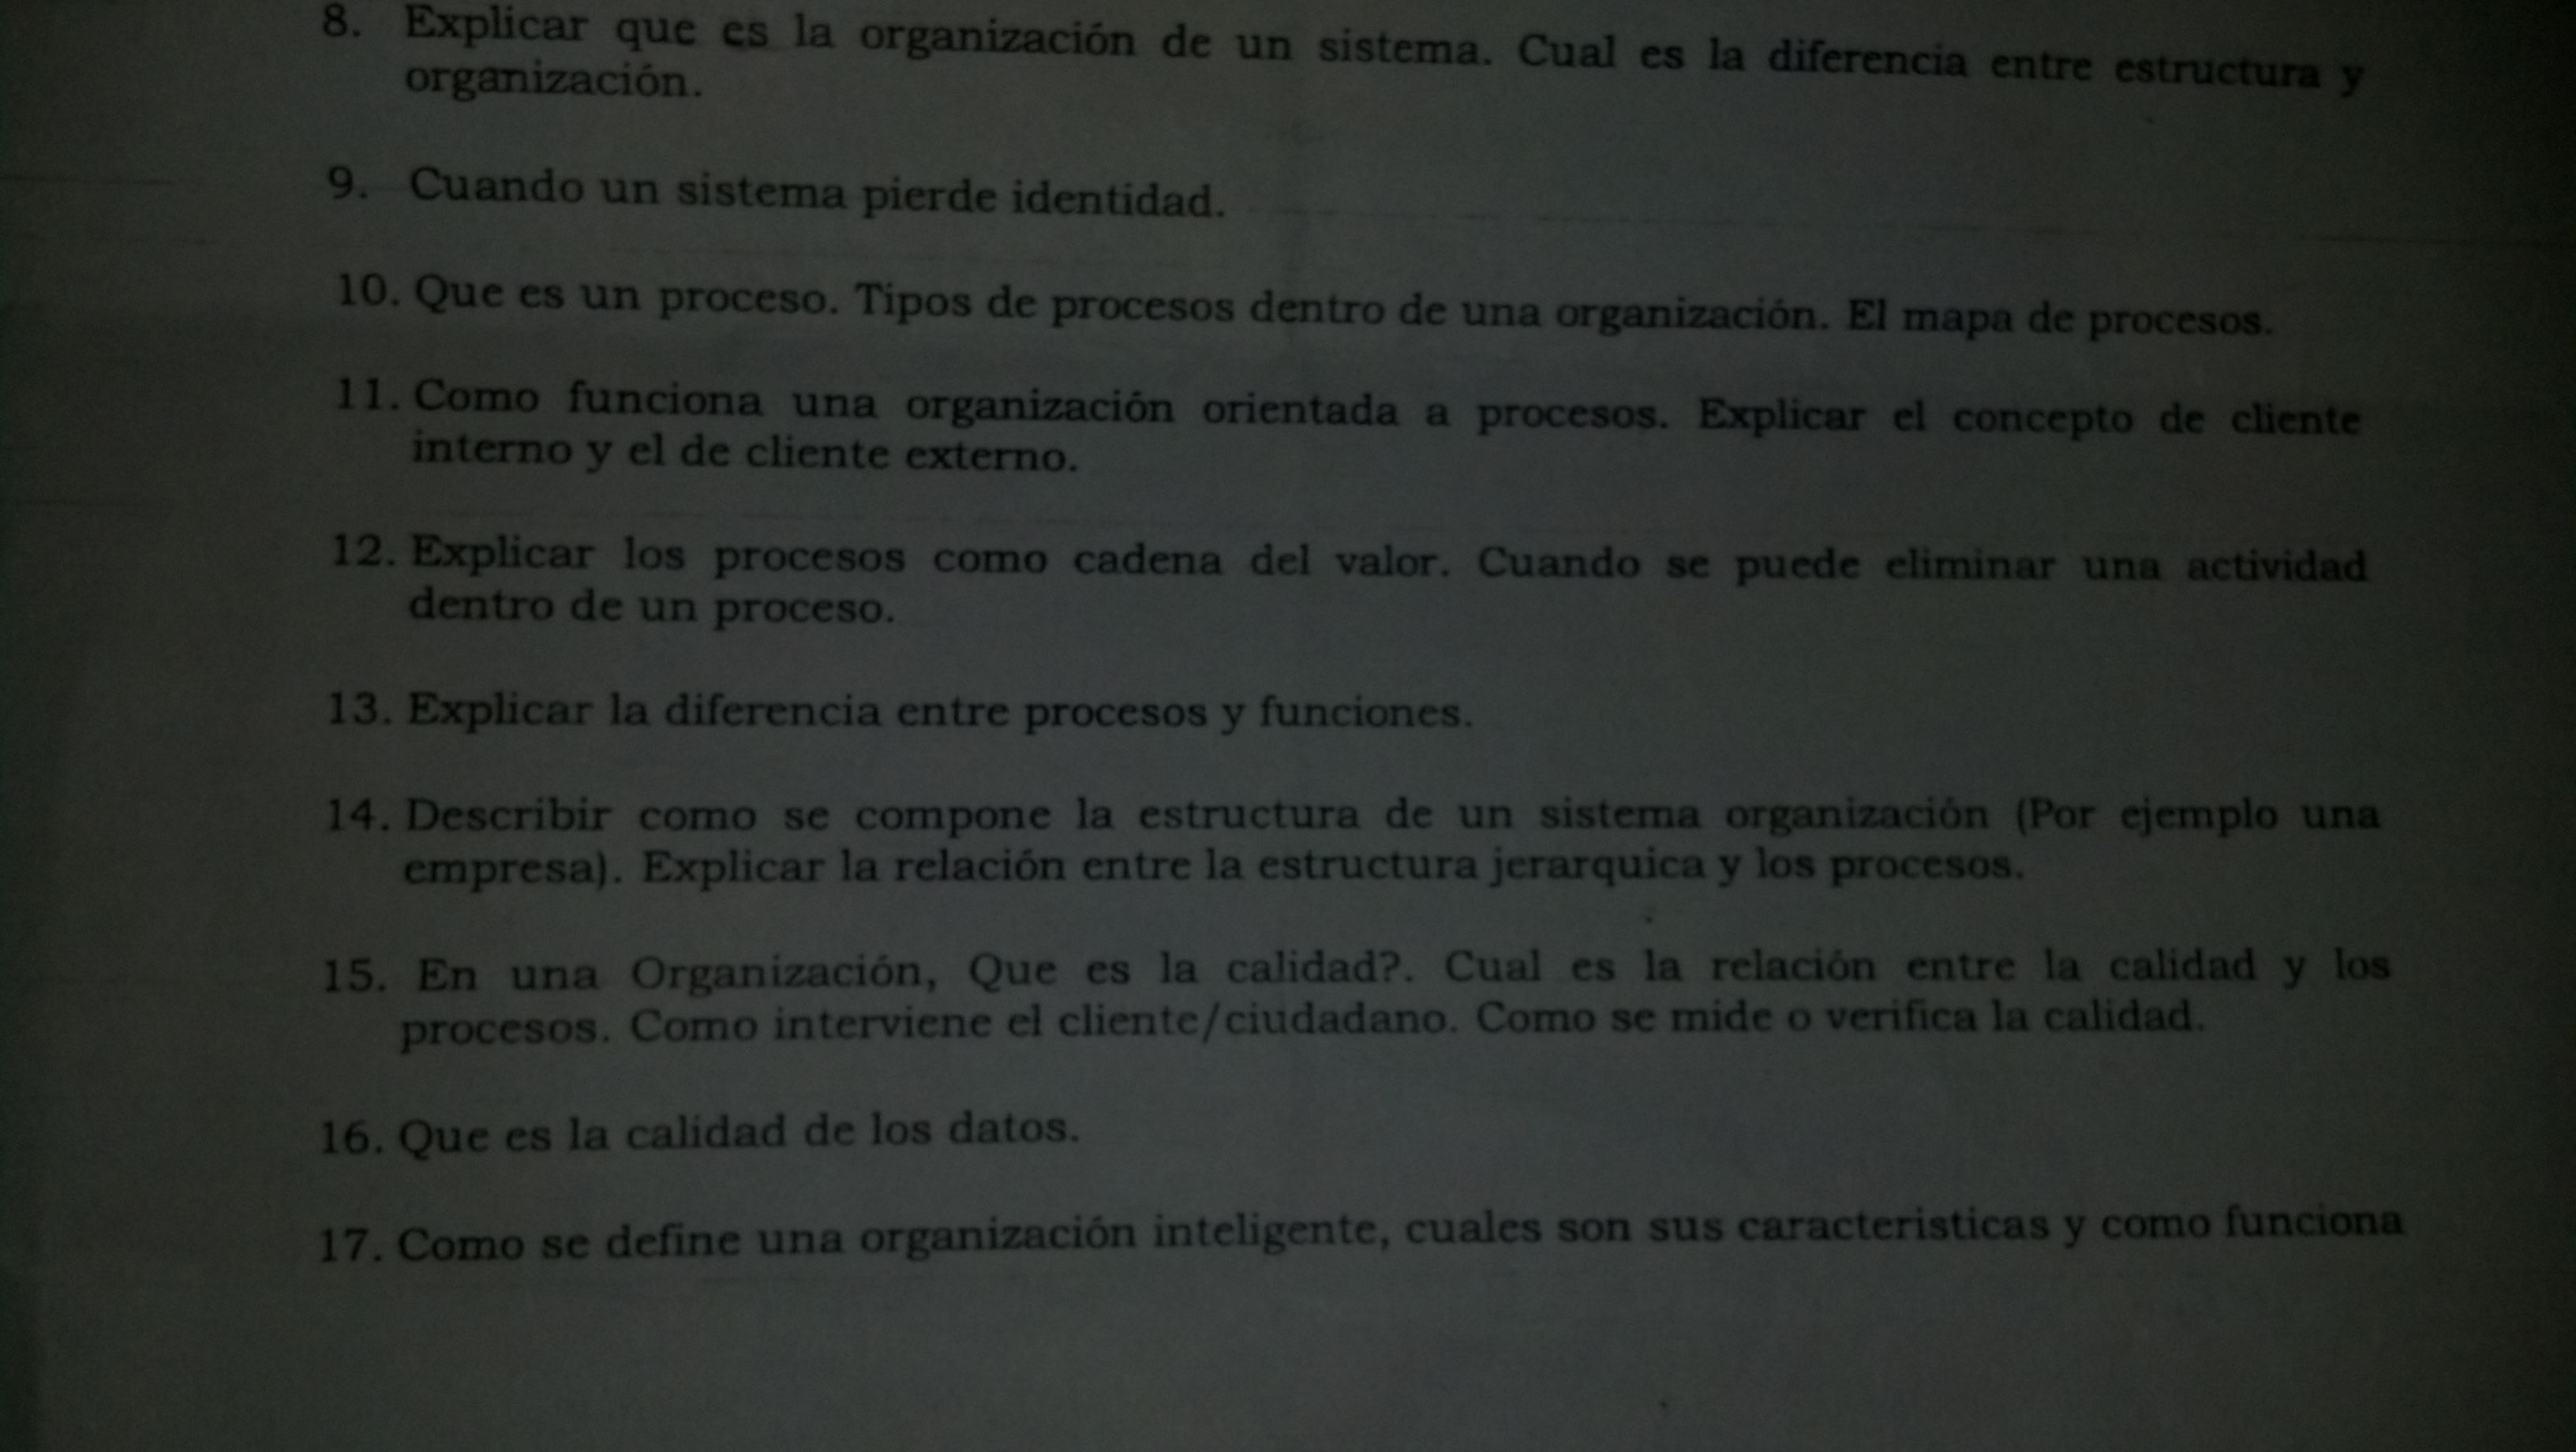 8. Explicar que es la organización de un sistema. Cual es la diferencia entre estructura y
organización.
9. Cuando un sistema pierde identidad.
10. Que es un proceso. Tipos de procesos dentro de una organización. El mapa de procesos.
11. Como funciona una organización orientada a procesos. Explicar el concepto de cliente
interno y el de cliente externo.
12. Explicar los procesos como cadena del valor. Cuando se puede eliminar una actividad
dentro de un proceso.
13. Explicar la diferencia entre procesos y funciones.
14. Describir como se compone la estructura de un sistema organización (Por ejemplo una
empresa). Explicar la relación entre la estructura jerarquica y los procesos.
15. En una Organización, Que es la calidad?. Cual es la relación entre la calidad y los
procesos. Como interviene el cliente/ciudadano. Como se mide o verifica la calidad.
16. Que es la calidad de los datos.
17. Como se define una organización inteligente, cuales son sus caracteristicas y como funciona